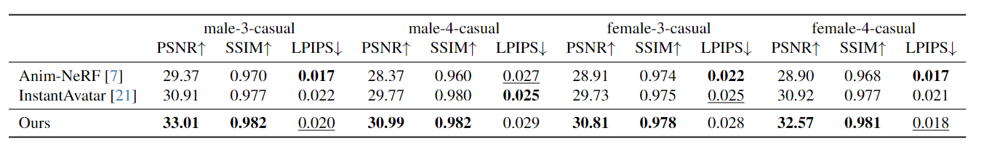 male-3-casual male-4-casual female-3-casual female-4-casual
PSNR↑ SSIM↑ LPIPS↓ PSNR↑ SSIM↑ LPIPS↓ PSNR↑ SSIM↑ LPIPS↓ PSNR↑ SSIM↑ LPIPS↓
Anim-NeRF [7] 29.37 0.970 0.017 28.37 0.960 0.027 28.91 0.974 0.022 28.90 0.968 0.017
InstantAvatar [21] 30.91 0.977 0.022 29.77 0.980 0.025 29.73 0.975 0.025 30.92 0.977 0.021
Ours 33.01 0.982 0.020 30.99 0.982 0.029 30.81 0.978 0.028 32.57 0.981 0.018